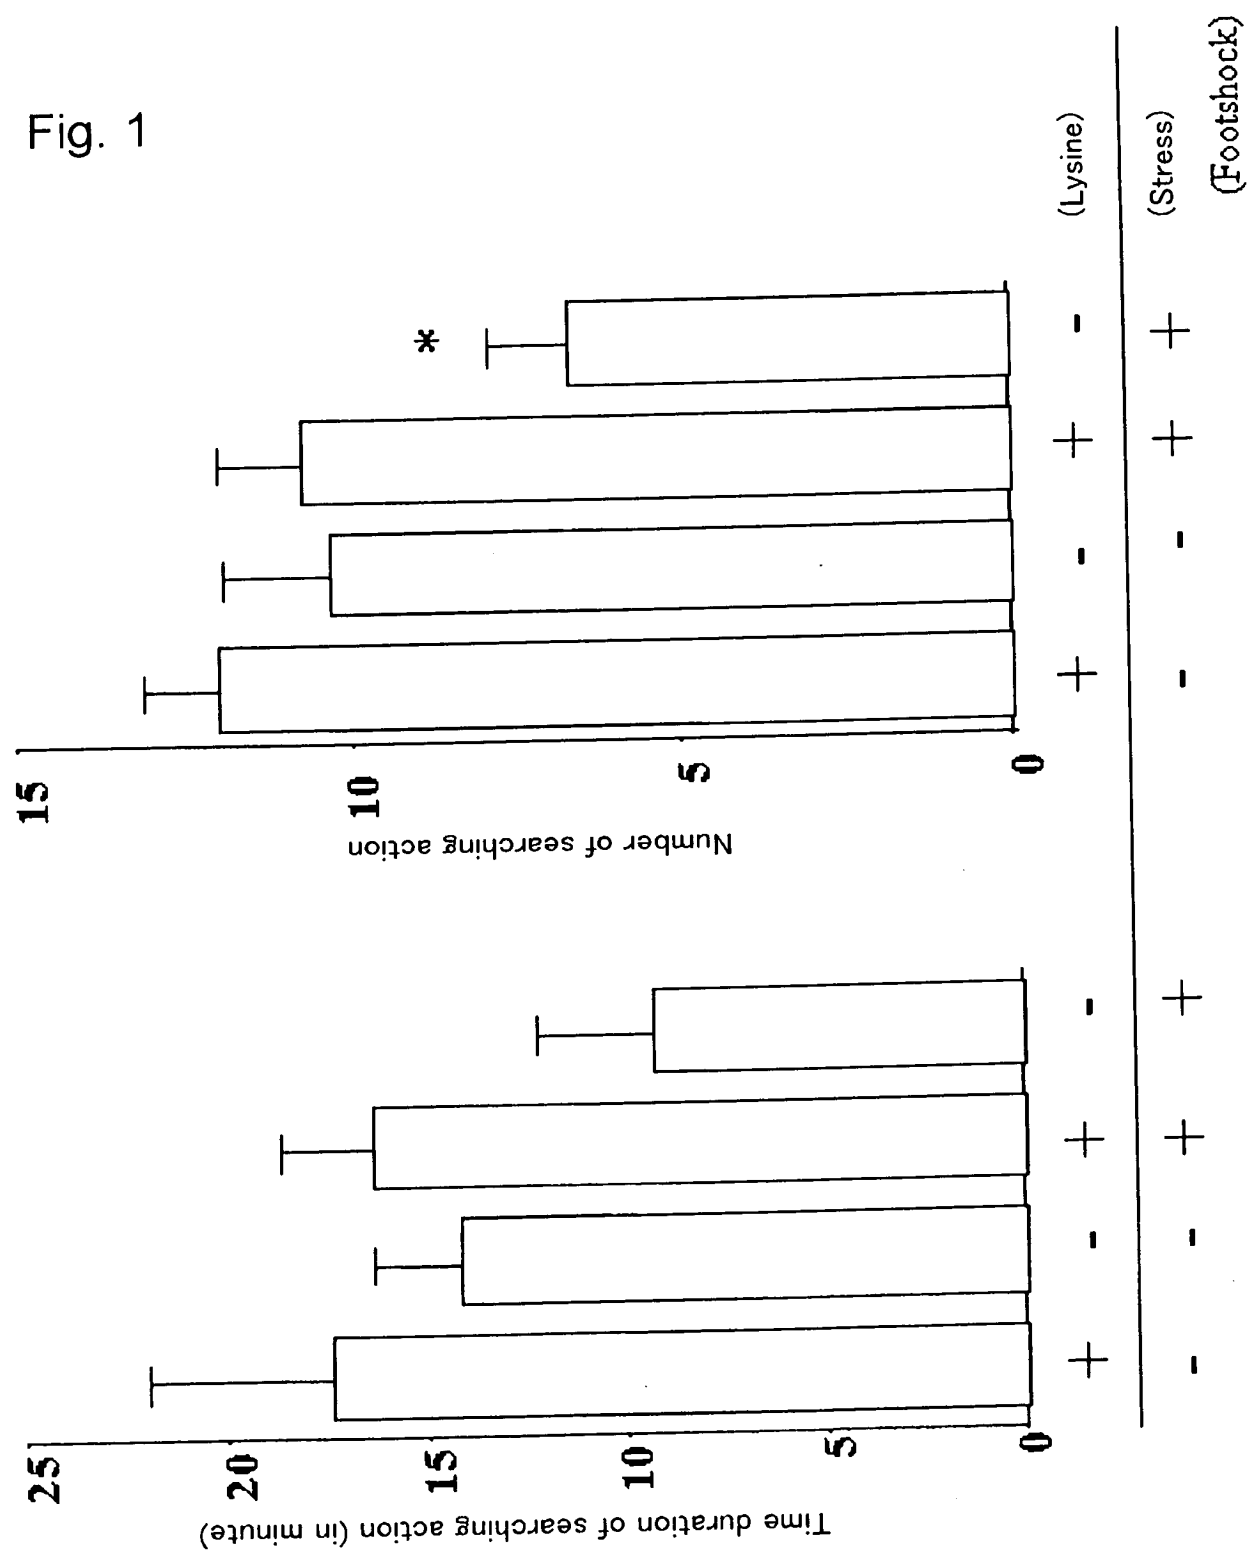 Fig. 1
Time duration of searching action (in minute)
25
20
15
10
5
0
Number of searching action
15
10
5
0
+ - + - + - + - (Lysine)
- - + + - - + + (Stress)
(Footshock)
*